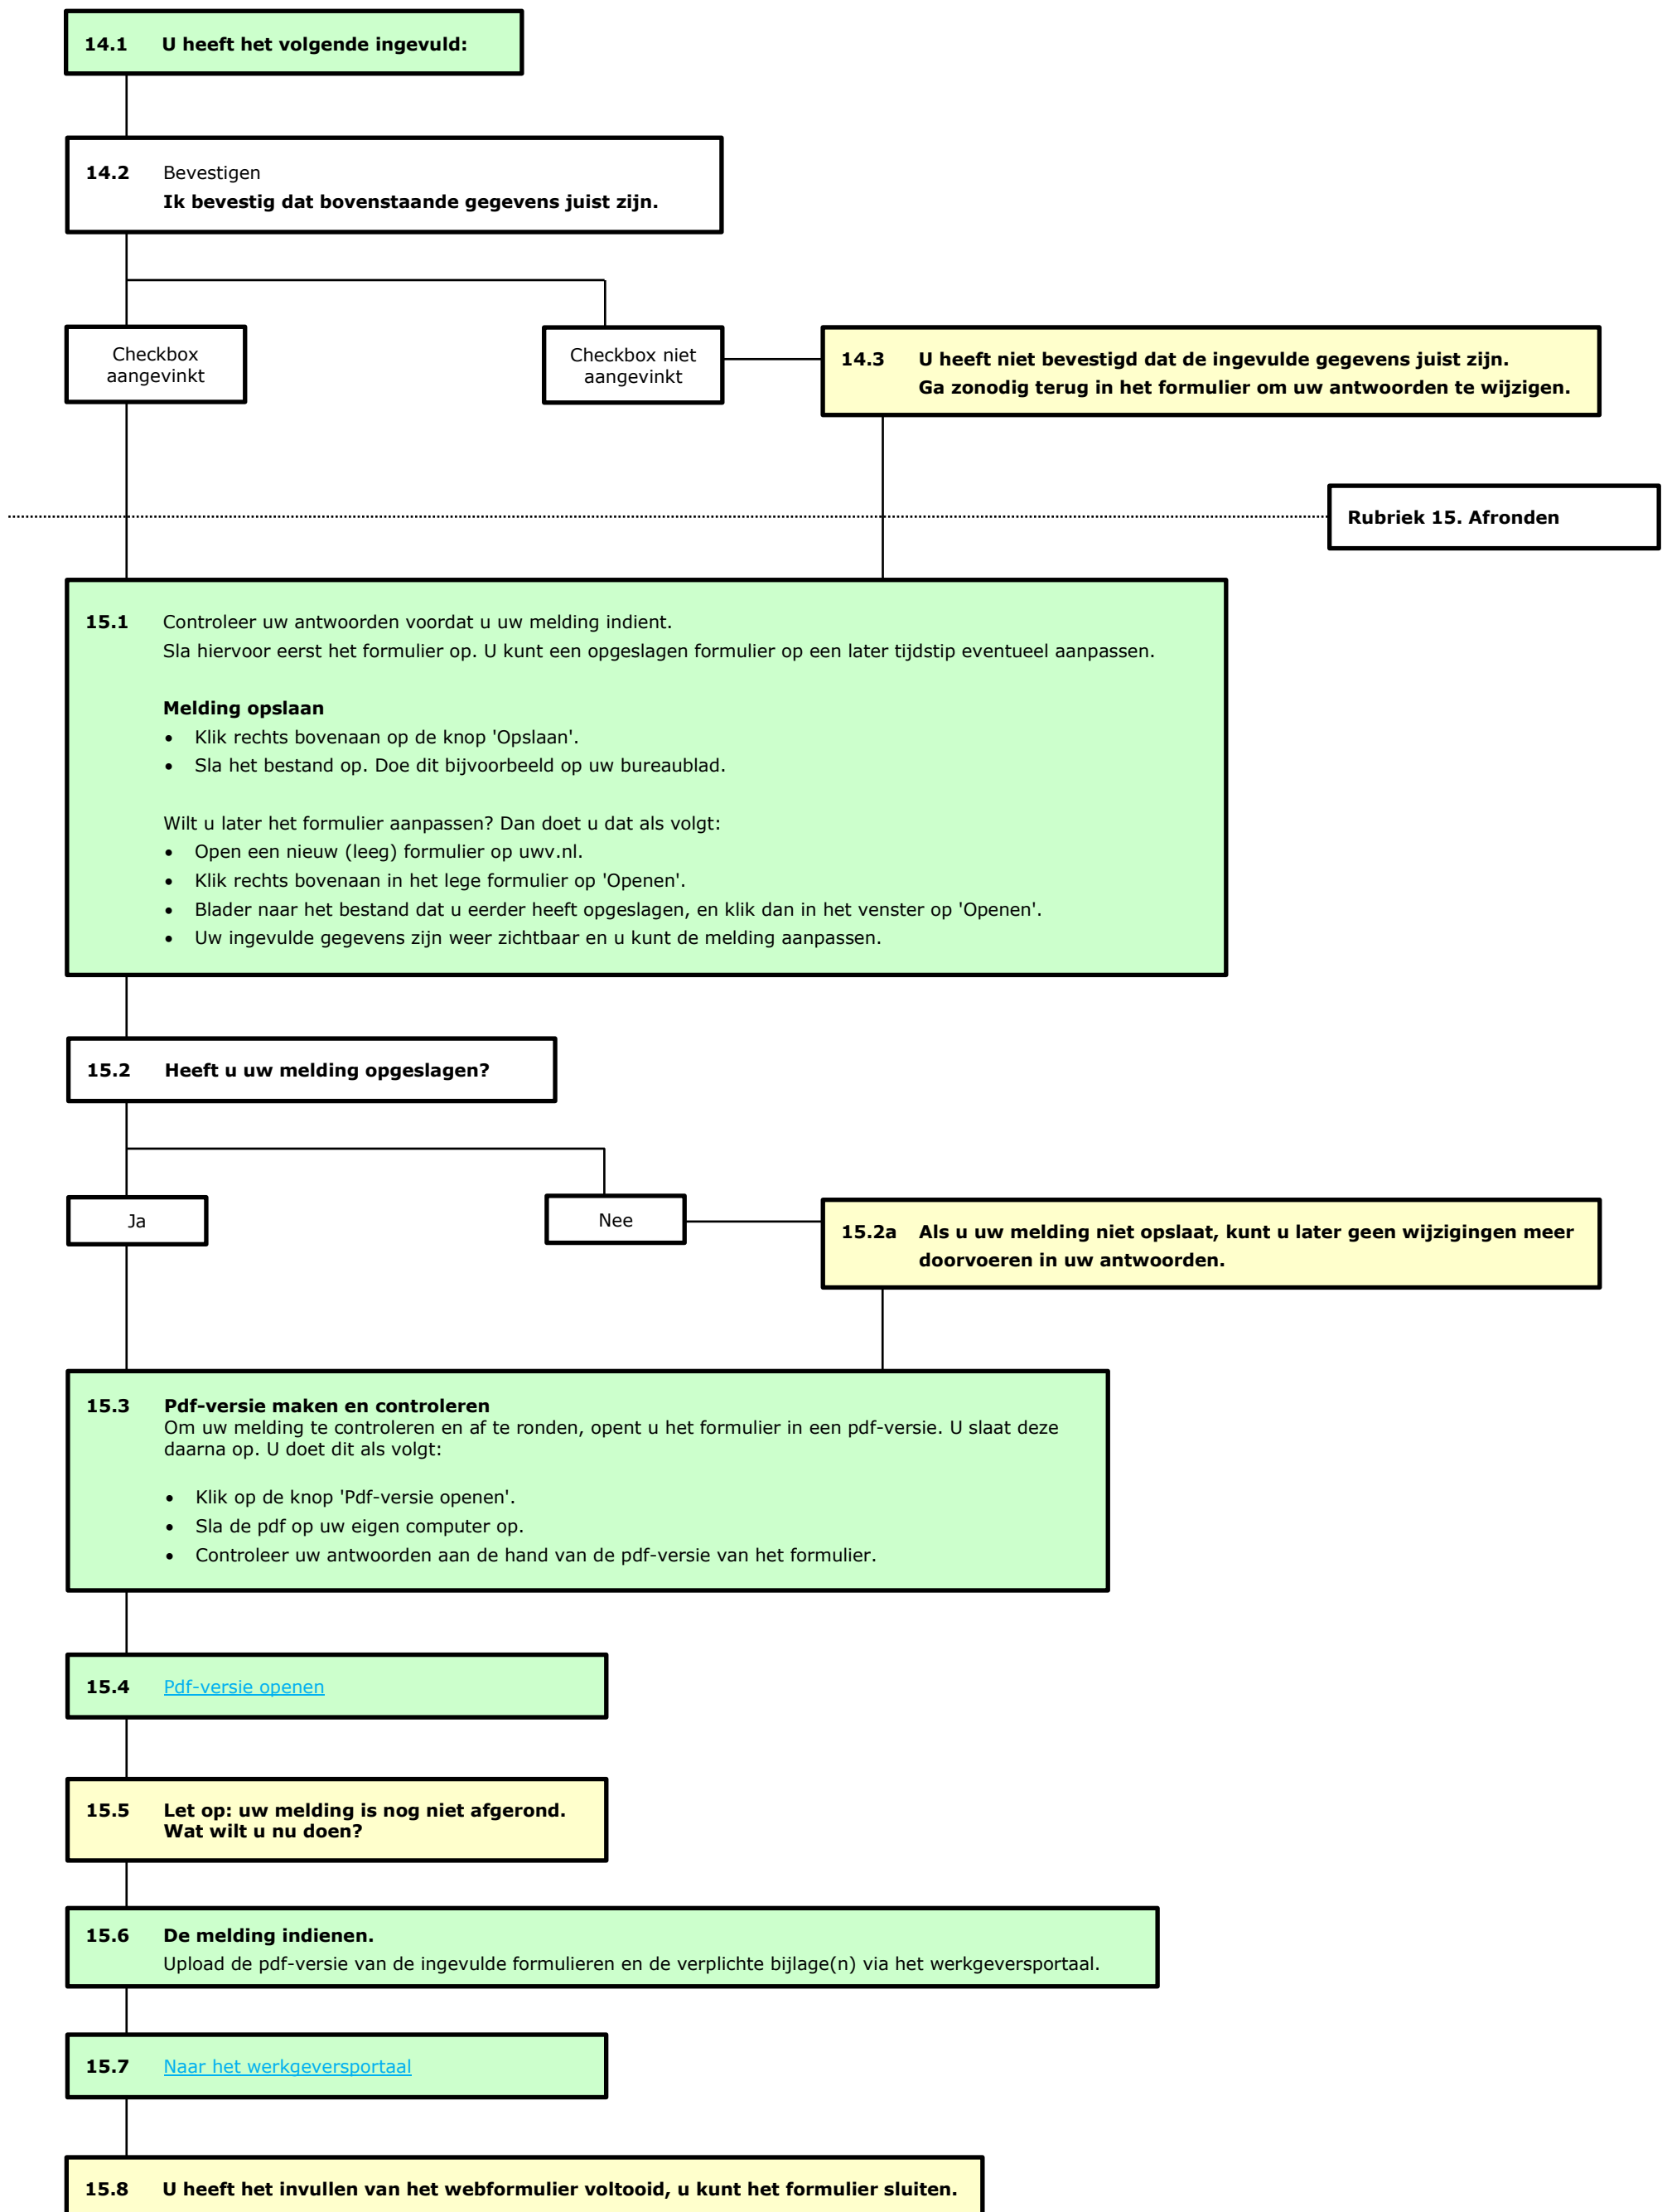 14.1 U heeft het volgende ingevuld:
14.2 Bevestigen
Ik bevestig dat bovenstaande gegevens juist zijn.
Checkbox
aangevinkt
Checkbox niet
aangevinkt
14.3 U heeft niet bevestigd dat de ingevulde gegevens juist zijn.
Ga zonodig terug in het formulier om uw antwoorden te wijzigen.
Rubriek 15. Afronden
15.1 Controleer uw antwoorden voordat u uw melding indient.
Sla hiervoor eerst het formulier op. U kunt een opgeslagen formulier op een later tijdstip eventueel aanpassen.
Melding opslaan
• Klik rechts bovenaan op de knop 'Opslaan'.
• Sla het bestand op. Doe dit bijvoorbeeld op uw bureaublad.
Wilt u later het formulier aanpassen? Dan doet u dat als volgt:
• Open een nieuw (leeg) formulier op uwv.nl.
• Klik rechts bovenaan in het lege formulier op 'Openen'.
• Blader naar het bestand dat u eerder heeft opgeslagen, en klik dan in het venster op 'Openen'.
• Uw ingevulde gegevens zijn weer zichtbaar en u kunt de melding aanpassen.
15.2 Heeft u uw melding opgeslagen?
Ja
Nee
15.2a Als u uw melding niet opslaat, kunt u later geen wijzigingen meer
doorvoeren in uw antwoorden.
15.3 Pdf-versie maken en controleren
Om uw melding te controleren en af te ronden, opent u het formulier in een pdf-versie. U slaat deze
daarna op. U doet dit als volgt:
• Klik op de knop 'Pdf-versie openen'.
• Sla de pdf op uw eigen computer op.
• Controleer uw antwoorden aan de hand van de pdf-versie van het formulier.
15.4 Pdf-versie openen
15.5 Let op: uw melding is nog niet afgerond.
Wat wilt u nu doen?
15.6 De melding indienen.
Upload de pdf-versie van de ingevulde formulieren en de verplichte bijlage(n) via het werkgeversportaal.
15.7 Naar het werkgeversportaal
15.8 U heeft het invullen van het webformulier voltooid, u kunt het formulier sluiten.